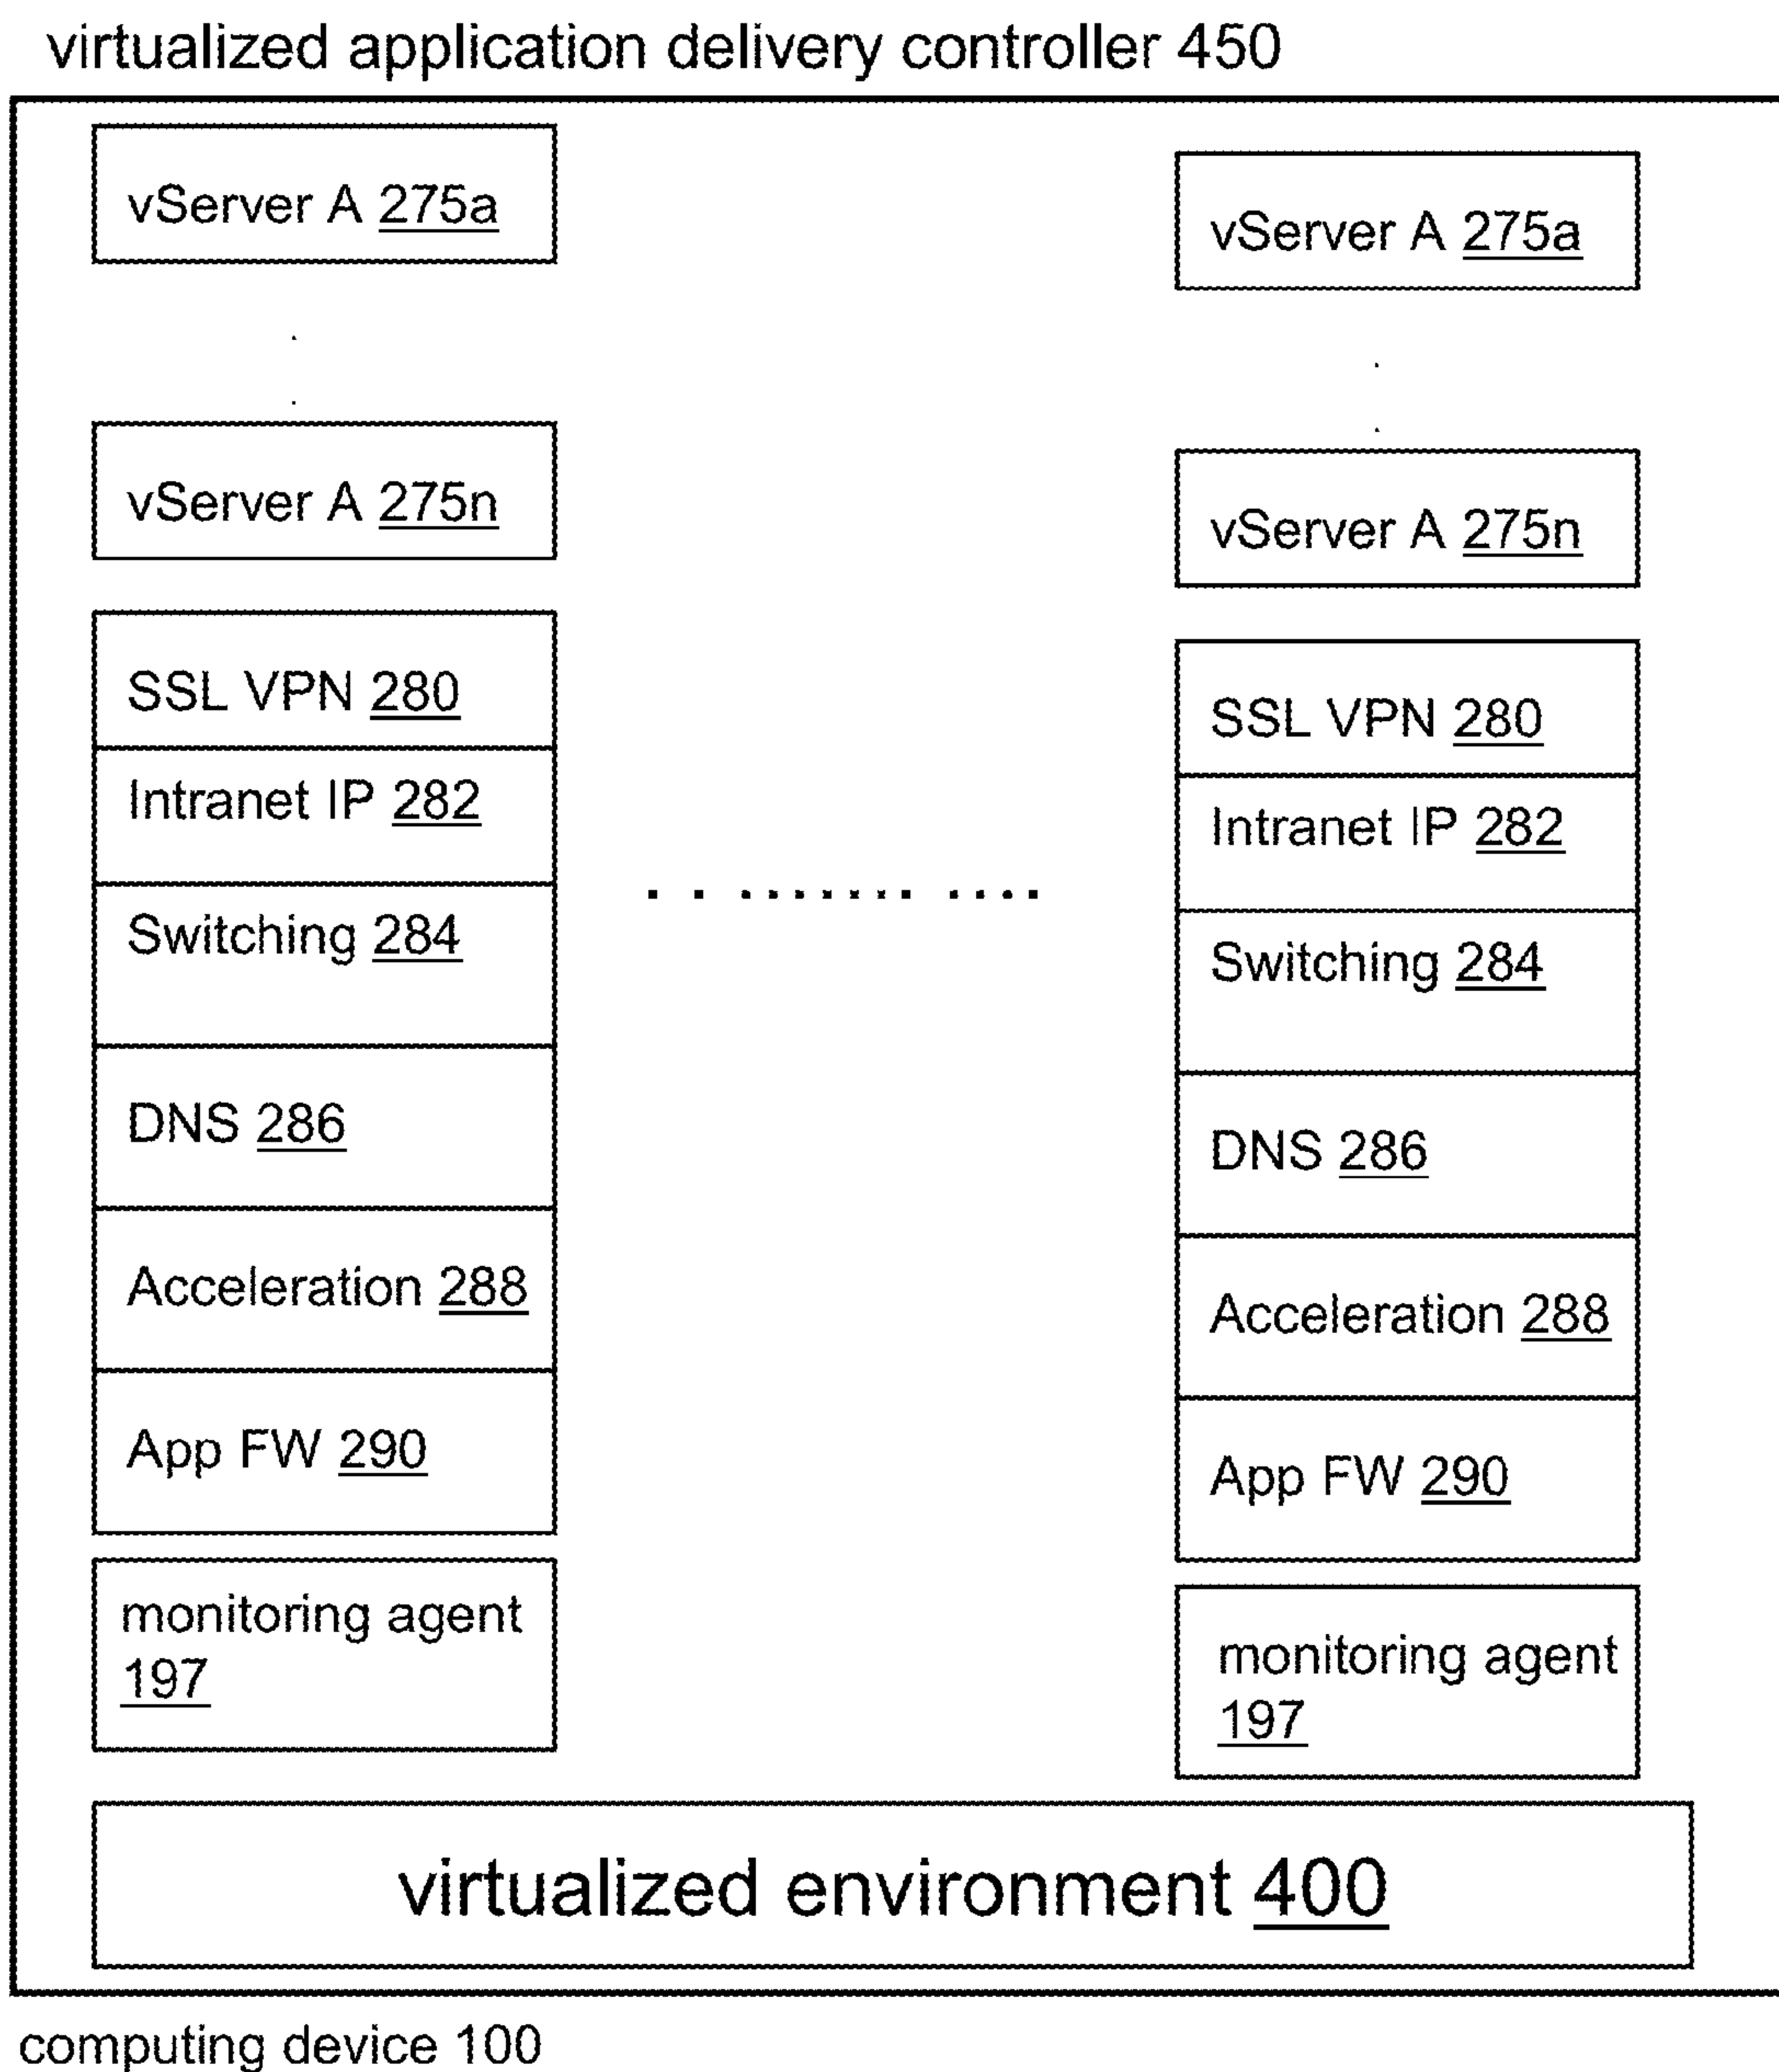 virtualized application delivery controller 450
vServer A 275a
vServer A 275n
SSL VPN 280
Intranet IP 282
Switching 284
DNS 286
Acceleration 288
App FW 290
monitoring agent
197
vServer A 275a
vServer A 275n
SSL VPN 280
Intranet IP 282
Switching 284
DNS 286
Acceleration 288
App FW 290
monitoring agent
197
virtualized environment 400
computing device 100